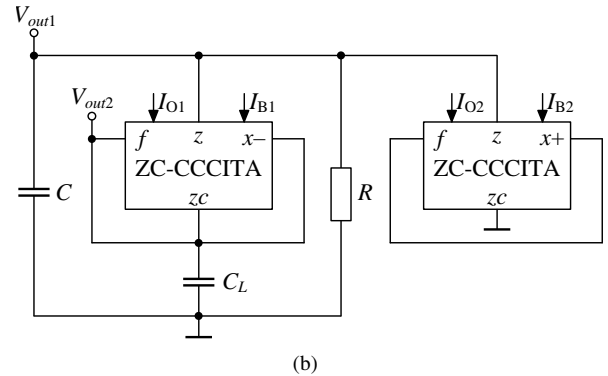 Vout1
Vout2
IO1
IB1
IO2
IB2
f
z
x–
f
z
x+
ZC-CCCITA
ZC-CCCITA
C
zc
R
zc
CL
(b)